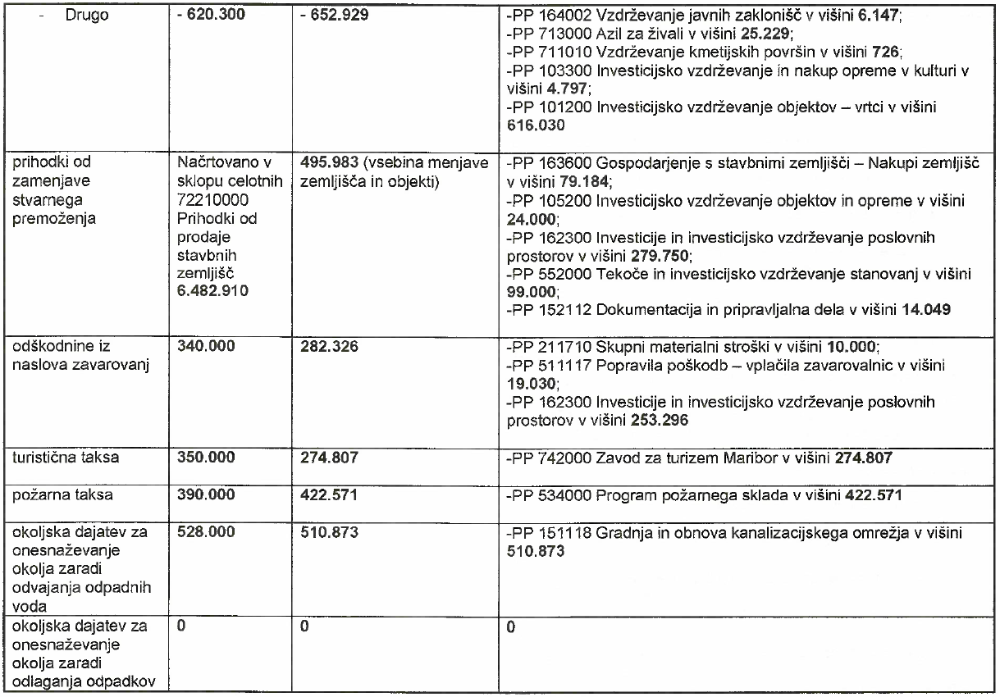 - Drugo
- 620.300
- 652.929
-PP 164002 Vzdrževanje javnih zaklonišč v višini 6.147;
-PP 713000 Azil za živali v višini 25.229;
-PP 711010 Vzdrževanje kmetijskih površin v višini 726;
-PP 103300 Investicijsko vzdrževanje in nakup opreme v kulturi v
višini 4.797;
-PP 101200 Investicijsko vzdrževanje objektov – vrtci v višini
616.030
prihodki od
zamenjave
stvarnega
premoženja
Načrtovano v
sklopu celotnih
72210000
Prihodki od
prodaje
stavbnih
zemljišč
6.482.910
495.983 (vsebina menjave
zemljišča in objekti)
-PP 163600 Gospodarjenje s stavbnimi zemljišči – Nakupi zemljišč
v višini 79.184;
-PP 105200 Investicijsko vzdrževanje objektov in opreme v višini
24.000;
-PP 162300 Investicije in investicijsko vzdrževanje poslovnih
prostorov v višini 279.750;
-PP 552000 Tekoče in investicijsko vzdrževanje stanovanj v višini
99.000;
-PP 152112 Dokumentacija in pripravljalna dela v višini 14.049
odškodnine iz
naslova zavarovanj
340.000
282.326
-PP 211710 Skupni materialni stroški v višini 10.000;
-PP 511117 Popravila poškodb – vplačila zavarovalnic v višini
19.030;
-PP 162300 Investicije in investicijsko vzdrževanje poslovnih
prostorov v višini 253.296
turistična taksa
350.000
274.807
-PP 742000 Zavod za turizem Maribor v višini 274.807
požarna taksa
390.000
422.571
-PP 534000 Program požarnega sklada v višini 422.571
okoljska dajatev za
onesnaževanje
okolja zaradi
odvajanja odpadnih
voda
528.000
510.873
-PP 151118 Gradnja in obnova kanalizacijskega omrežja v višini
510.873
okoljska dajatev za
onesnaževanje
okolja zaradi
odlaganja odpadkov
0
0
0